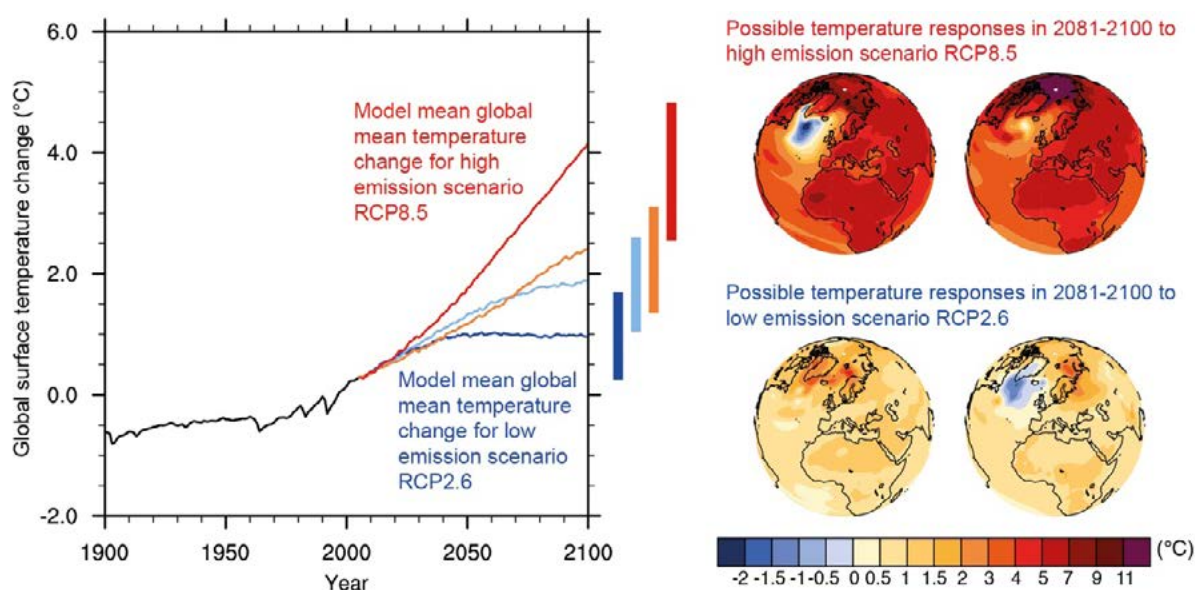 Global surface temperature change (°C)
6.0
4.0
2.0
0.0
-2.0
1900
1950
2000
2050
2100
Year
Model mean global
mean temperature
change for high
emission scenario
RCP8.5
Model mean global
mean temperature
change for low
emission scenario
RCP2.6
Possible temperature responses in 2081-2100 to
high emission scenario RCP8.5
Possible temperature responses in 2081-2100 to
low emission scenario RCP2.6
-2 -1.5 -1 -0.5 0 0.5 1 1.5 2 3 4 5 7 9 11 (°C)